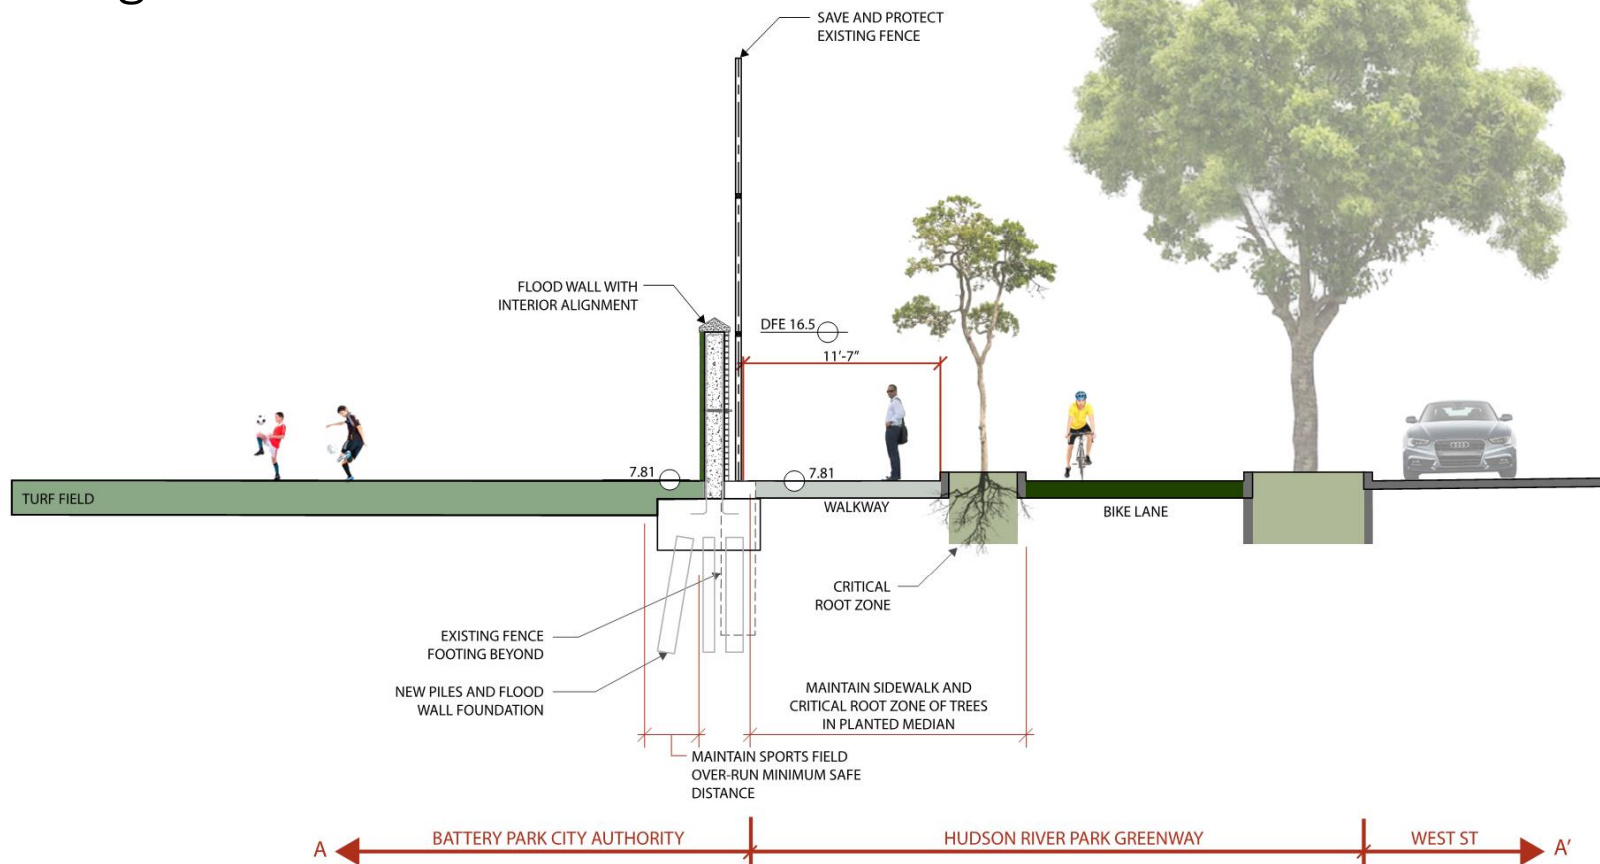 g
SAVE AND PROTECT
EXISTING FENCE
FLOOD WALL WITH
INTERIOR ALIGNMENT
DFE 16.5
11'-7"
7.81
7.81
TURF FIELD
WALKWAY
BIKE LANE
CRITICAL
ROOT ZONE
EXISTING FENCE
FOOTING BEYOND
NEW PILES AND FLOOD
WALL FOUNDATION
MAINTAIN SIDEWALK AND
CRITICAL ROOT ZONE OF TREES
IN PLANTED MEDIAN
MAINTAIN SPORTS FIELD
OVER-RUN MINIMUM SAFE
DISTANCE
A
BATTERY PARK CITY AUTHORITY
HUDSON RIVER PARK GREENWAY
WEST ST
A'